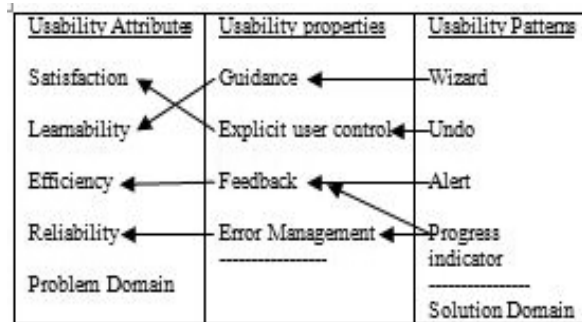 Usability Attributes
Satisfaction
Learnability
Efficiency
Reliability
Problem Domain
Usability properties
Guidance
Explicit user control
Feedback
Error Management
-----------------
Usability Patterns
Wizard
Undo
Alert
Progress
indicator
----------------
Solution Domain